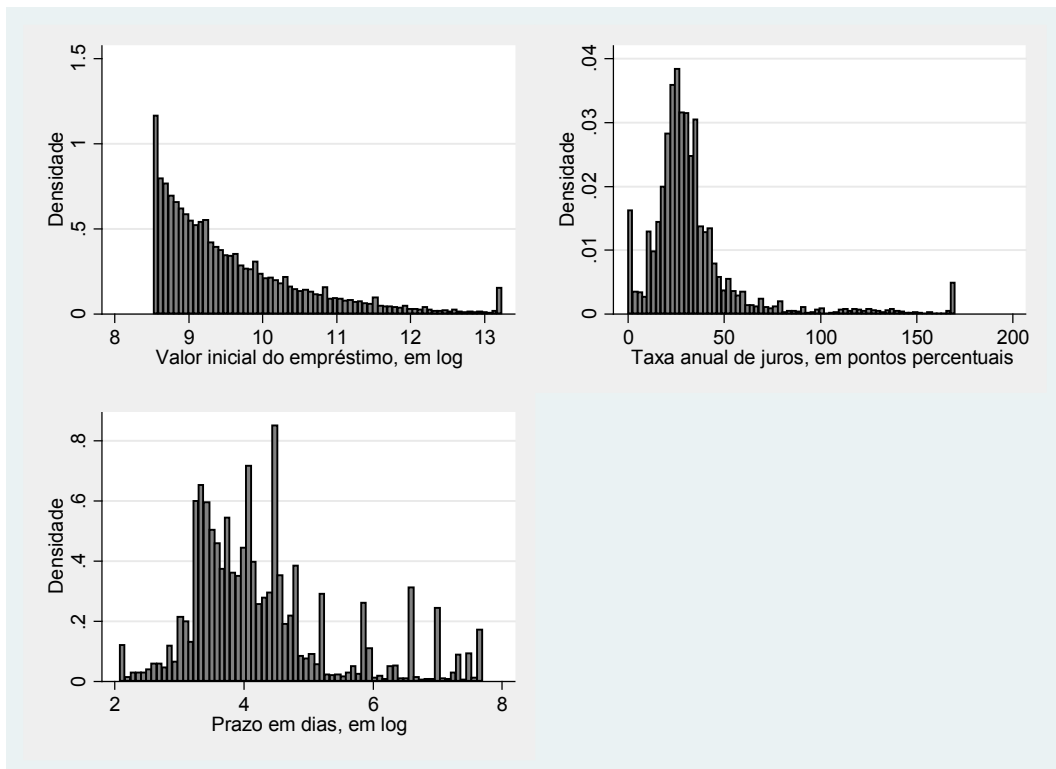 Densidade
0 .5 1 1.5
8 9 10 11 12 13
Valor inicial do empréstimo, em log
Densidade
0 .01 .02 .03 .04
0 50 100 150 200
Taxa anual de juros, em pontos percentuais
Densidade
0 .2 .4 .6 .8
2 4 6 8
Prazo em dias, em log